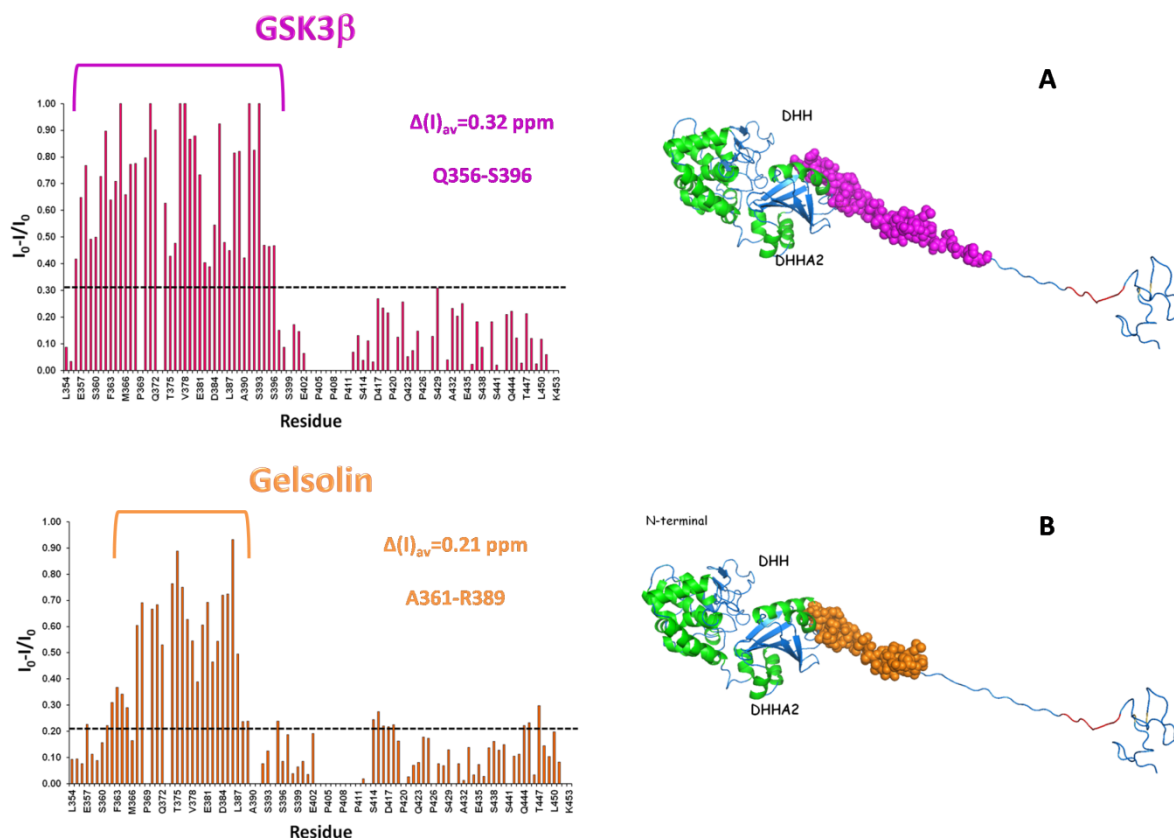 GSK3β
1.00
0.90
0.80
0.70
0.60
0.50
0.40
0.30
0.20
0.10
0.00
I₀-I/I₀
Δ(I)av=0.32 ppm
Q356-S396
L354 E357 S360 F363 M366 P369 Q372 T375 V378 E381 D384 L387 A390 S393 S396 S399 E402 P405 P408 P411 S414 D417 P420 Q423 P426 S429 A432 E435 S438 S441 Q444 T447 L450 K453
Residue
A
DHH
DHHA2
Gelsolin
1.00
0.90
0.80
0.70
0.60
0.50
0.40
0.30
0.20
0.10
0.00
I₀-I/I₀
Δ(I)av=0.21 ppm
A361-R389
L354 E357 S360 F363 M366 P369 Q372 T375 V378 E381 D384 L387 A390 S393 S396 S399 E402 P405 P408 P411 S414 D417 P420 Q423 P426 S429 A432 E435 S438 S441 Q444 T447 L450 K453
Residue
N-terminal
B
DHH
DHHA2